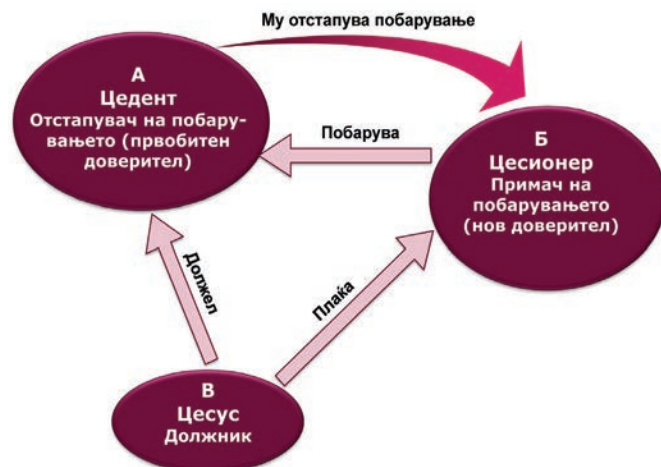 Му отстапува побарување
А
Цедент
Отстапувач на побару-
вањето (првобитен
доверител)
Побарува
Б
Цесионер
Примач на
побарувањето
(нов доверител)
Должел
Плаќа
В
Цесус
Должник